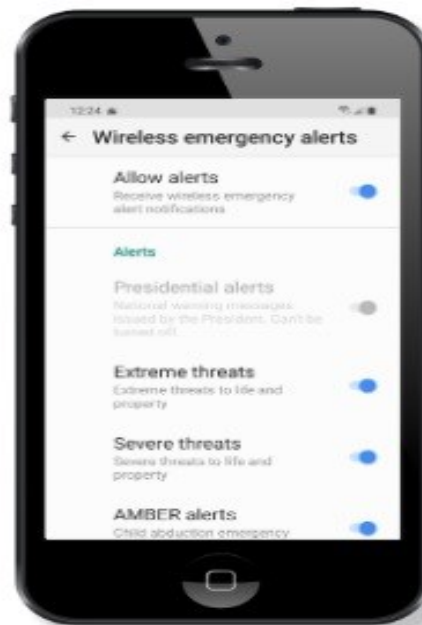 12:24
Wireless emergency alerts
Allow alerts
Receive wireless emergency
alert notifications
Alerts
Presidential alerts
National warning messages
issued by the President. Can't be
turned off.
Extreme threats
Extreme threats to life and
property
Severe threats
Severe threats to life and
property
AMBER alerts
Child abduction emergency